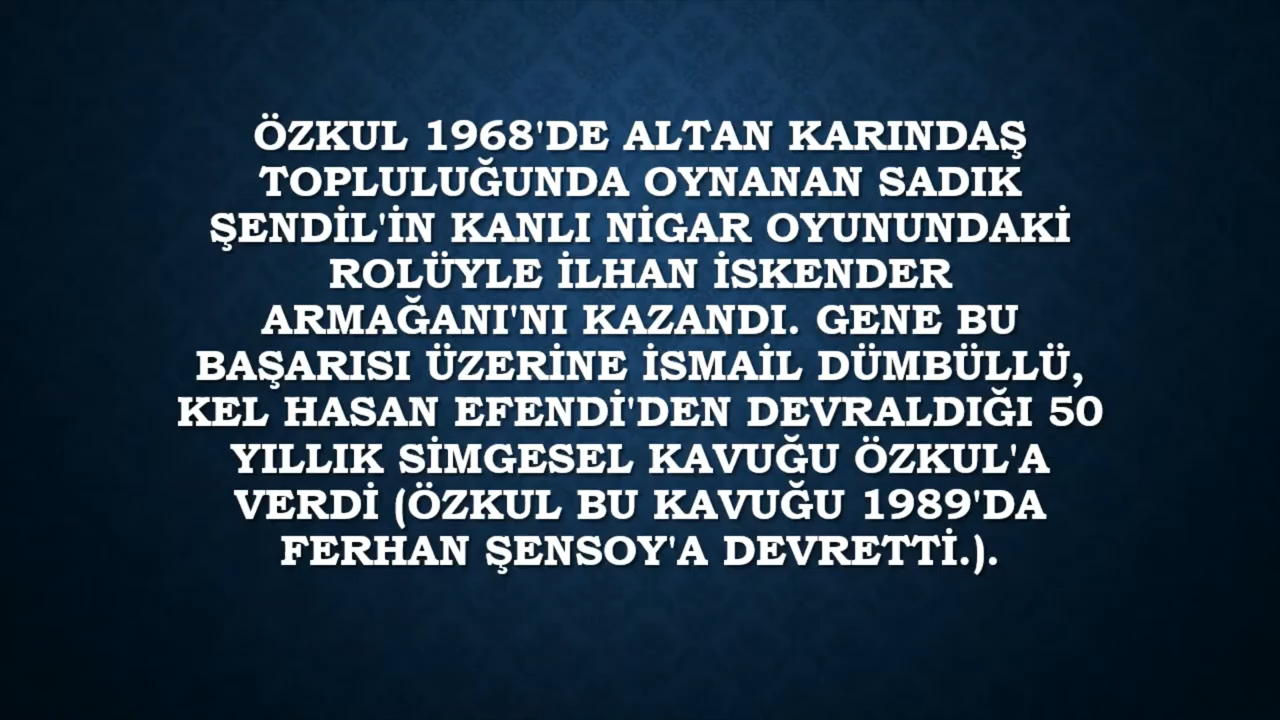 ÖZKUL 1968'DE ALTAN KARINDAŞ
TOPLULUĞUNDA OYNANAN SADIK
ŞENDİL'İN KANLI NİGAR OYUNUNDAKİ
ROLÜYLE İLHAN İSKENDER
ARMAĞANI'NI KAZANDI. GENE BU
BAŞARISI ÜZERİNE İSMAİL DÜMBÜLLÜ,
KEL HASAN EFENDİ'DEN DEVRALDIĞI 50
YILLIK SİMGESEL KAVUĞU ÖZKUL'A
VERDİ (ÖZKUL BU KAVUĞU 1989'DA
FERHAN ŞENSOY'A DEVRETTİ.).